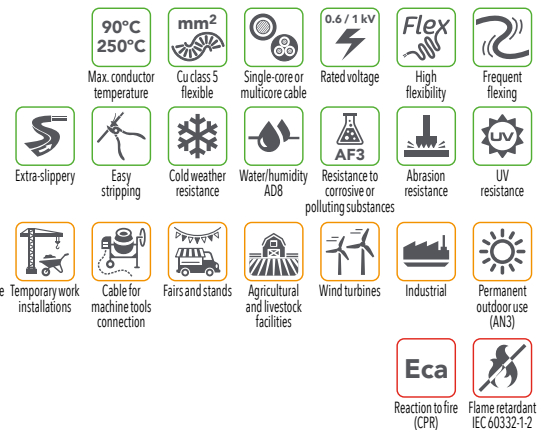 90°C
250°C
mm²
0.6 / 1 kV
Flex
Max. conductor
temperature
Cu class 5
flexible
Single-core or
multicore cable
Rated voltage
High
flexibility
Frequent
flexing
AF3
UV
Extra-slippery
Easy
stripping
Cold weather
resistance
Water/humidity
AD8
Resistance to
corrosive or
polluting substances
Abrasion
resistance
UV
resistance
e
Temporary work
installations
Cable for
machine tools
connection
Fairs and stands
Agricultural
and livestock
facilities
Wind turbines
Industrial
Permanent
outdoor use
(AN3)
Eca
Reaction to fire
(CPR)
Flame retardant
IEC 60332-1-2